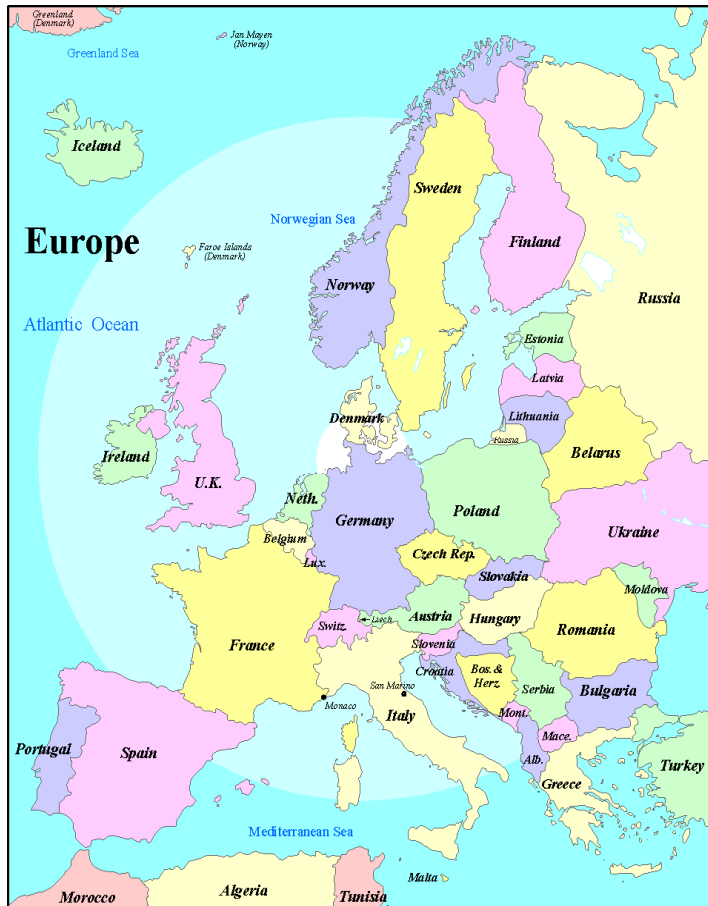 Greenland
(Denmark)
Jan Mayen
(Norway)
Greenland Sea
Iceland
Sweden
Norwegian Sea
Europe
Faroe Islands
(Denmark)
Finland
Norway
Russia
Atlantic Ocean
Estonia
Latvia
Denmark
Lithuania
Russia
Ireland
Belarus
U.K.
Neth.
Germany
Poland
Ukraine
Belgium
Czech Rep.
Lux.
Slovakia
Moldova
Liech
Austria
Hungary
Switz.
Romania
France
Slovenia
Croatia
Bos. &
Herz.
San Marino
Serbia
Bulgaria
Monaco
Italy
Mont.
Mace.
Portugal
Spain
Alb.
Turkey
Greece
Mediterranean Sea
Malta
Morocco
Algeria
Tunisia